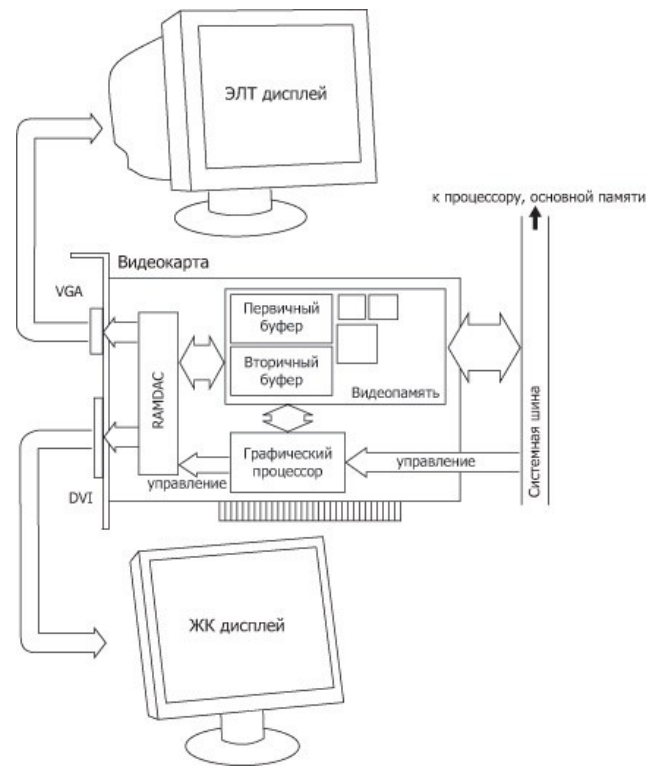 ЭЛТ дисплей
к процессору, основной памяти
Видеокарта
VGA
Первичный
буфер
Вторичный
буфер
Видеопамять
RAMDAC
Графический
процессор
управление
управление
Системная шина
DVI
ЖК дисплей